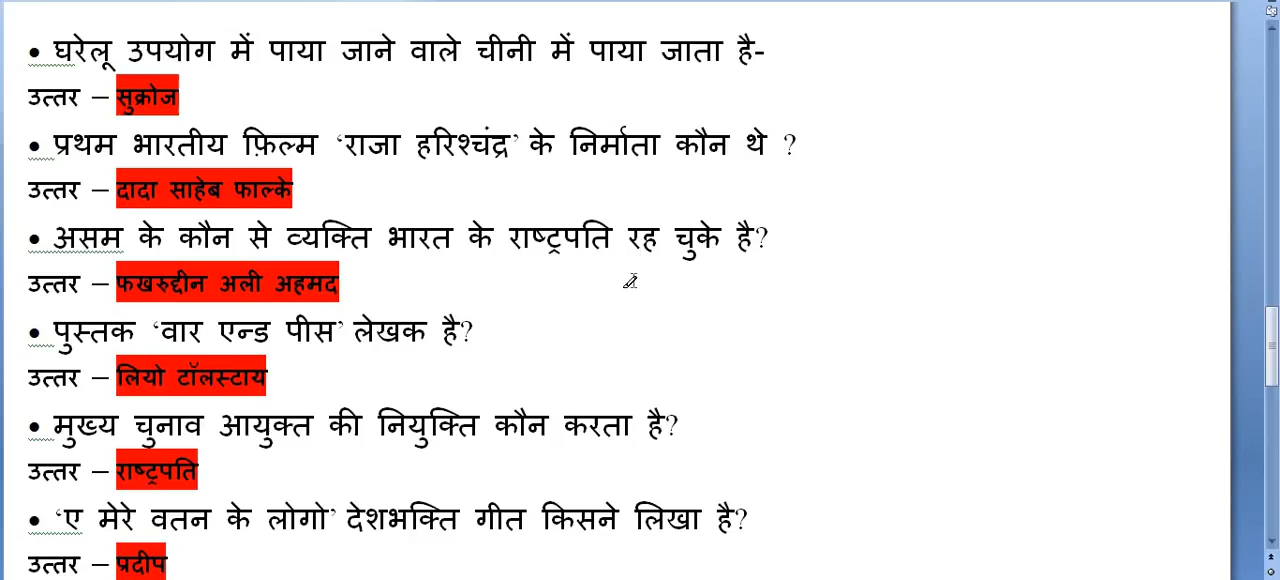 • घरेलू उपयोग में पाया जाने वाले चीनी में पाया जाता है-
उत्तर – सुक्रोज
• प्रथम भारतीय फ़िल्म ‘राजा हरिश्चंद्र’ के निर्माता कौन थे ?
उत्तर – दादा साहेब फाल्के
• असम के कौन से व्यक्ति भारत के राष्ट्रपति रह चुके है?
उत्तर – फखरुद्दीन अली अहमद
• पुस्तक ‘वार एन्ड पीस’ लेखक है?
उत्तर – लियो टॉलस्टाय
• मुख्य चुनाव आयुक्त की नियुक्ति कौन करता है?
उत्तर – राष्ट्रपति
• ‘ए मेरे वतन के लोगो’ देशभक्ति गीत किसने लिखा है?
उत्तर – प्रदीप